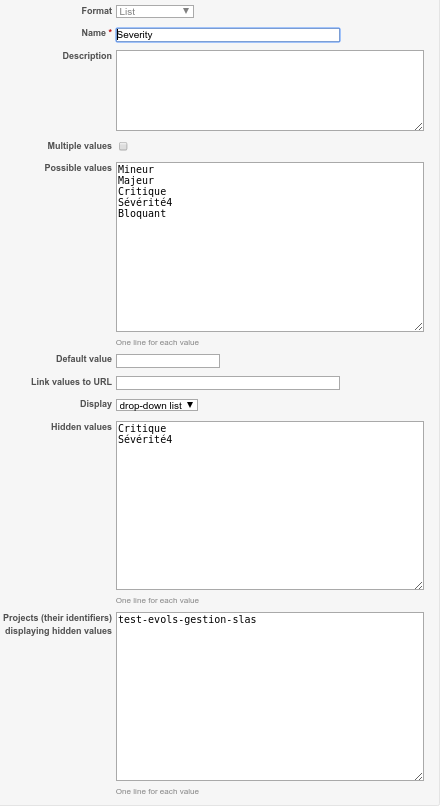 Format List
Name * Severity
Description
Multiple values
Possible values
Mineur
Majeur
Critique
Sévérité4
Bloquant
One line for each value
Default value
Link values to URL
Display drop-down list
Hidden values
Critique
Sévérité4
One line for each value
Projects (their identifiers)
displaying hidden values
test-evols-gestion-slas
One line for each value